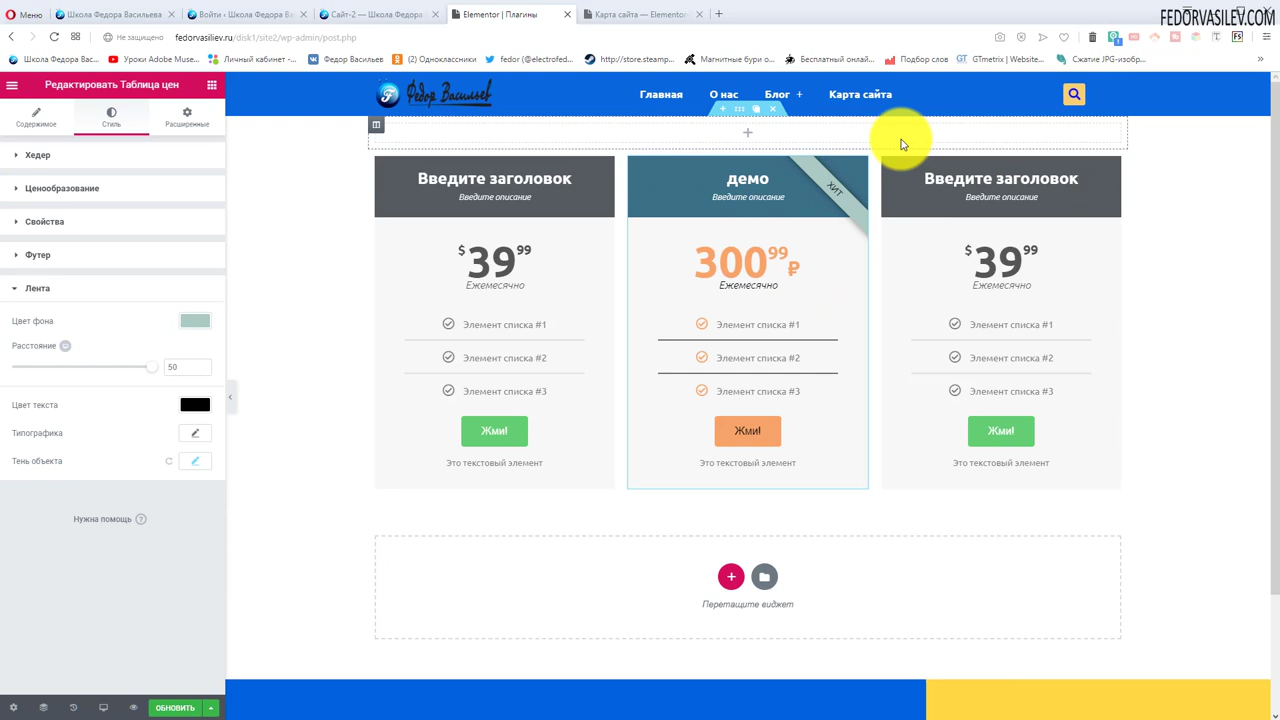 FEDORVASILEV.COM
Меню
Школа Федора Васильева
Войти ‹ Школа Федора В
Сайт-2 — Школа Федора
Elementor | Плагины
Карта сайта — Elementor
Не защищено
fedorvasiliev.ru/disk1/site2/wp-admin/post.php
Школа Федора Вас...
Уроки Adobe Muse...
Личный кабинет -...
Федор Васильев
(2) Одноклассники
fedor (@electrofed...
http://store.steamp...
Магнитные бури о...
Бесплатный онлай...
Подбор слов
GTmetrix | Website...
Сжатие JPG-изобр...
Редактировать Таблица цен
Содержимое
Стиль
Расширенные
Хедер
Ценообразование
Свойства
Футер
Лента
Цвет фона
Расстояние
50
Цвет текста
Типографика
Тень объекта
Нужна помощь
ОБНОВИТЬ
Федор Васильев
Главная
О нас
Блог +
Карта сайта
Введите заголовок
Введите описание
$ 39 99
Ежемесячно
Элемент списка #1
Элемент списка #2
Элемент списка #3
Жми!
Это текстовый элемент
демо
Введите описание
ХИТ
300 99 ₽
Ежемесячно
Элемент списка #1
Элемент списка #2
Элемент списка #3
Жми!
Это текстовый элемент
Введите заголовок
Введите описание
$ 39 99
Ежемесячно
Элемент списка #1
Элемент списка #2
Элемент списка #3
Жми!
Это текстовый элемент
Перетащите виджет